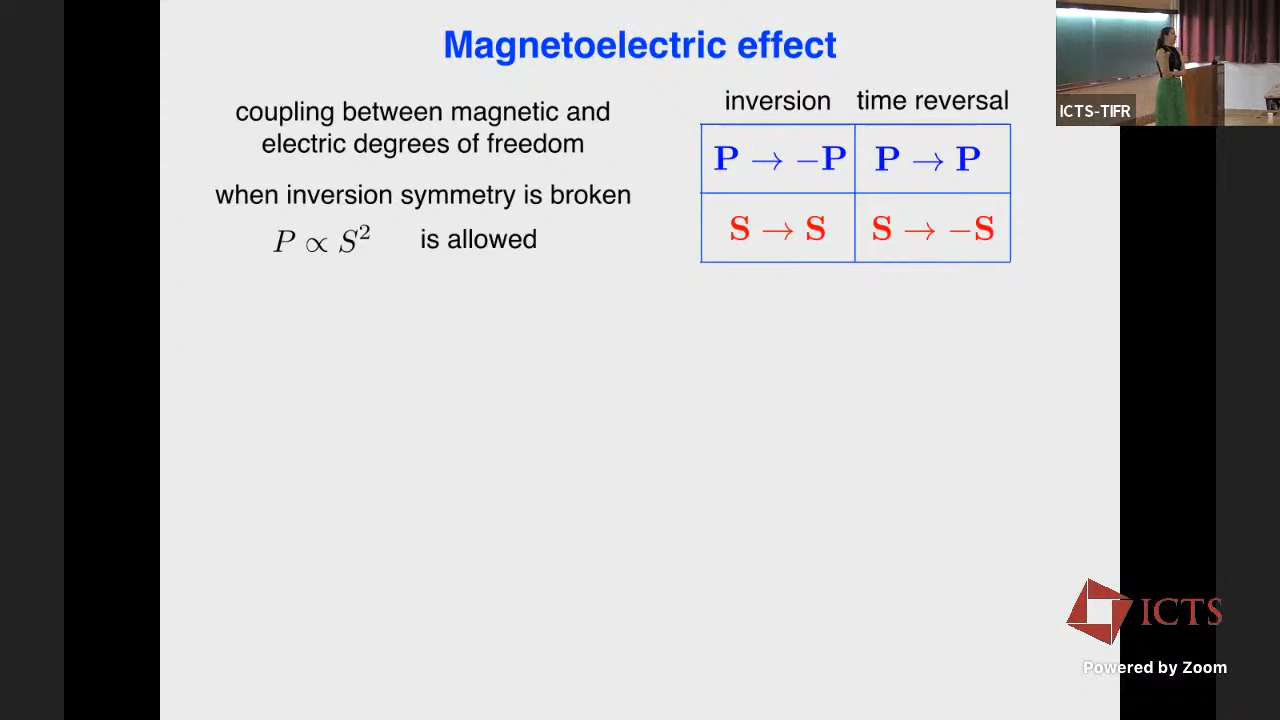 Magnetoelectric effect
coupling between magnetic and
electric degrees of freedom
when inversion symmetry is broken
P ∝ S² is allowed
inversion time reversal
P → −P P → P
S → S S → −S
ICTS-TIFR
ICTS
Powered by Zoom